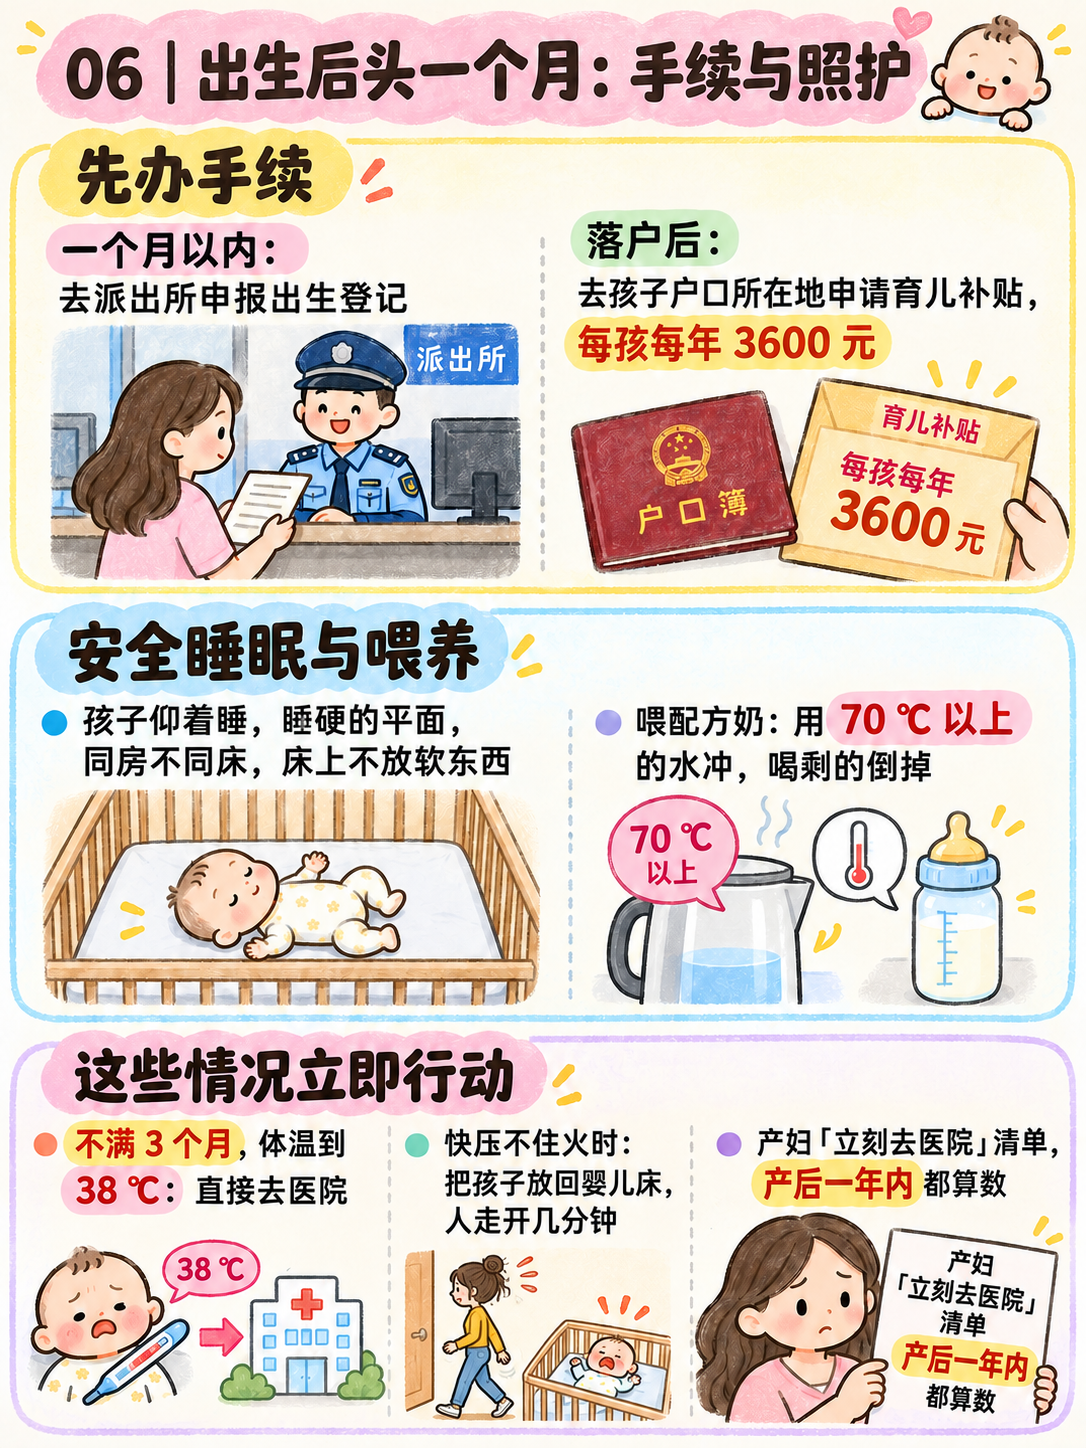 06 | 出生后头一个月：手续与照护
先办手续
一个月以内：
去派出所申报出生登记
派出所
落户后：
去孩子户口所在地申请育儿补贴，
每孩每年 3600 元
户口簿
育儿补贴
每孩每年
3600 元
安全睡眠与喂养
孩子仰着睡，睡硬的平面，
同房不同床，床上不放软东西
喂配方奶：用 70 ℃ 以上
的水冲，喝剩的倒掉
70 ℃
以上
这些情况立即行动
不满 3 个月，体温到
38 ℃：直接去医院
38 ℃
快压不住火时：
把孩子放回婴儿床，
人走开几分钟
产妇「立刻去医院」清单，
产后一年内 都算数
产妇
「立刻去医院」
清单
产后一年内
都算数